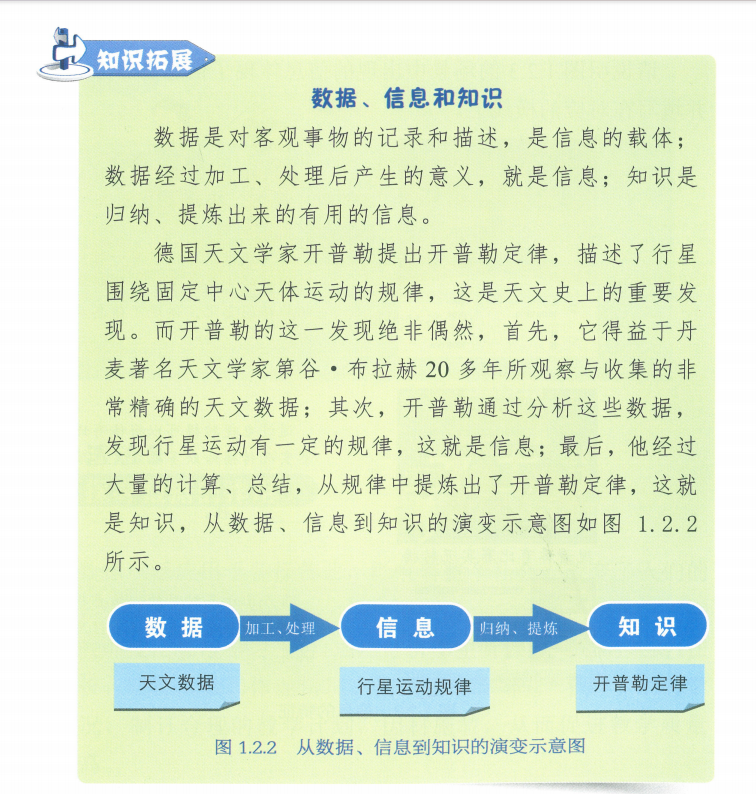 知识拓展
数据、信息和知识
数据是对客观事物的记录和描述，是信息的载体；
数据经过加工、处理后产生的意义，就是信息；知识是
归纳、提炼出来的有用的信息。
德国天文学家开普勒提出开普勒定律，描述了行星
围绕固定中心天体运动的规律，这是天文史上的重要发
现。而开普勒的这一发现绝非偶然，首先，它得益于丹
麦著名天文学家第谷·布拉赫 20 多年所观察与收集的非
常精确的天文数据；其次，开普勒通过分析这些数据，
发现行星运动有一定的规律，这就是信息；最后，他经过
大量的计算、总结，从规律中提炼出了开普勒定律，这就
是知识，从数据、信息到知识的演变示意图如图 1.2.2
所示。
数据 加工、处理 信息 归纳、提炼 知识
天文数据 行星运动规律 开普勒定律
图 1.2.2 从数据、信息到知识的演变示意图